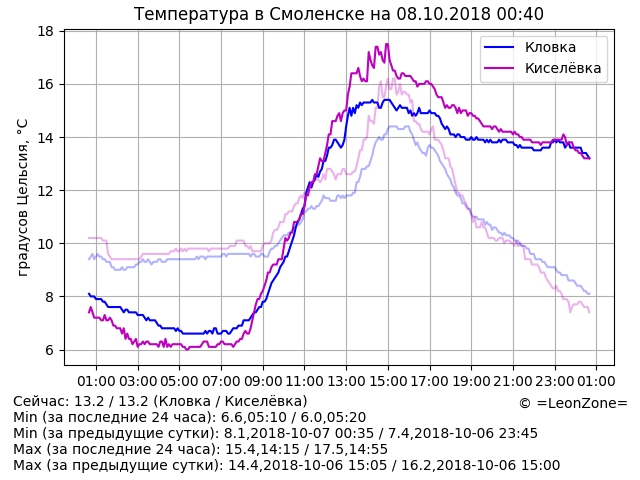 Температура в Смоленске на 08.10.2018 00:40
градусов Цельсия, °C
18
16
14
12
10
8
6
Кловка
Киселёвка
01:00 03:00 05:00 07:00 09:00 11:00 13:00 15:00 17:00 19:00 21:00 23:00 01:00
Сейчас: 13.2 / 13.2 (Кловка / Киселёвка)
© =LeonZone=
Min (за последние 24 часа): 6.6,05:10 / 6.0,05:20
Min (за предыдущие сутки): 8.1,2018-10-07 00:35 / 7.4,2018-10-06 23:45
Max (за последние 24 часа): 15.4,14:15 / 17.5,14:55
Max (за предыдущие сутки): 14.4,2018-10-06 15:05 / 16.2,2018-10-06 15:00